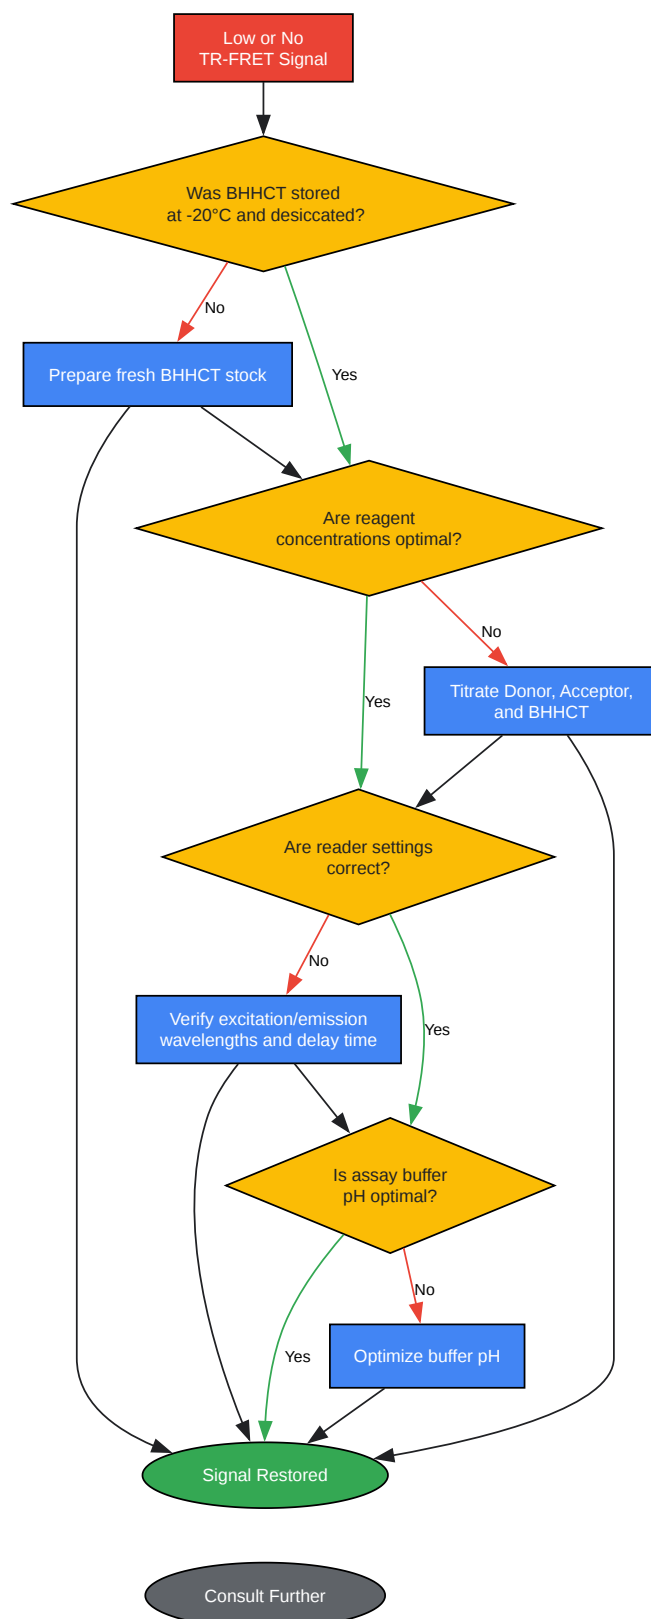 Low or No
TR-FRET Signal
Was BHHCT stored
at -20°C and desiccated?
No
Yes
Prepare fresh BHHCT stock
Are reagent
concentrations optimal?
No
Yes
Titrate Donor, Acceptor,
and BHHCT
Are reader settings
correct?
No
Yes
Verify excitation/emission
wavelengths and delay time
Is assay buffer
pH optimal?
No
Yes
Optimize buffer pH
Signal Restored
Consult Further